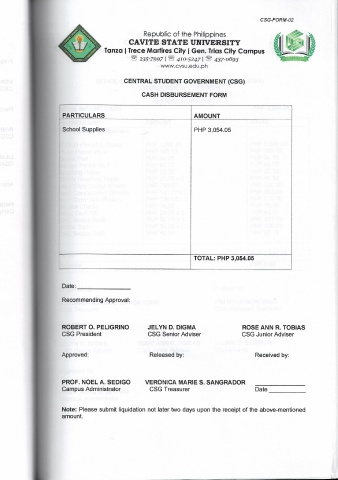 CSG-FORM-02
Republic of the Philippines
CAVITE STATE UNIVERSITY
Tanza | Trece Martires City | Gen. Trias City Campus
☏ 235-7997 | ☏ 410-5247 | ☏ 437-0693
www.cvsu.edu.ph
CENTRAL STUDENT GOVERNMENT (CSG)
CASH DISBURSEMENT FORM
PARTICULARS AMOUNT
School Supplies PHP 3,054.05
TOTAL: PHP 3,054.05
Date: _______________
Recommending Approval:
ROBERT O. PELIGRINO JELYN D. DIGMA ROSE ANN R. TOBIAS
CSG President CSG Senior Adviser CSG Junior Adviser
Approved: Released by: Received by:
PROF. NOEL A. SEDIGO VERONICA MARIE S. SANGRADOR _______________
Campus Administrator CSG Treasurer Date ___________
Note: Please submit liquidation not later two days upon the receipt of the above-mentioned
amount.